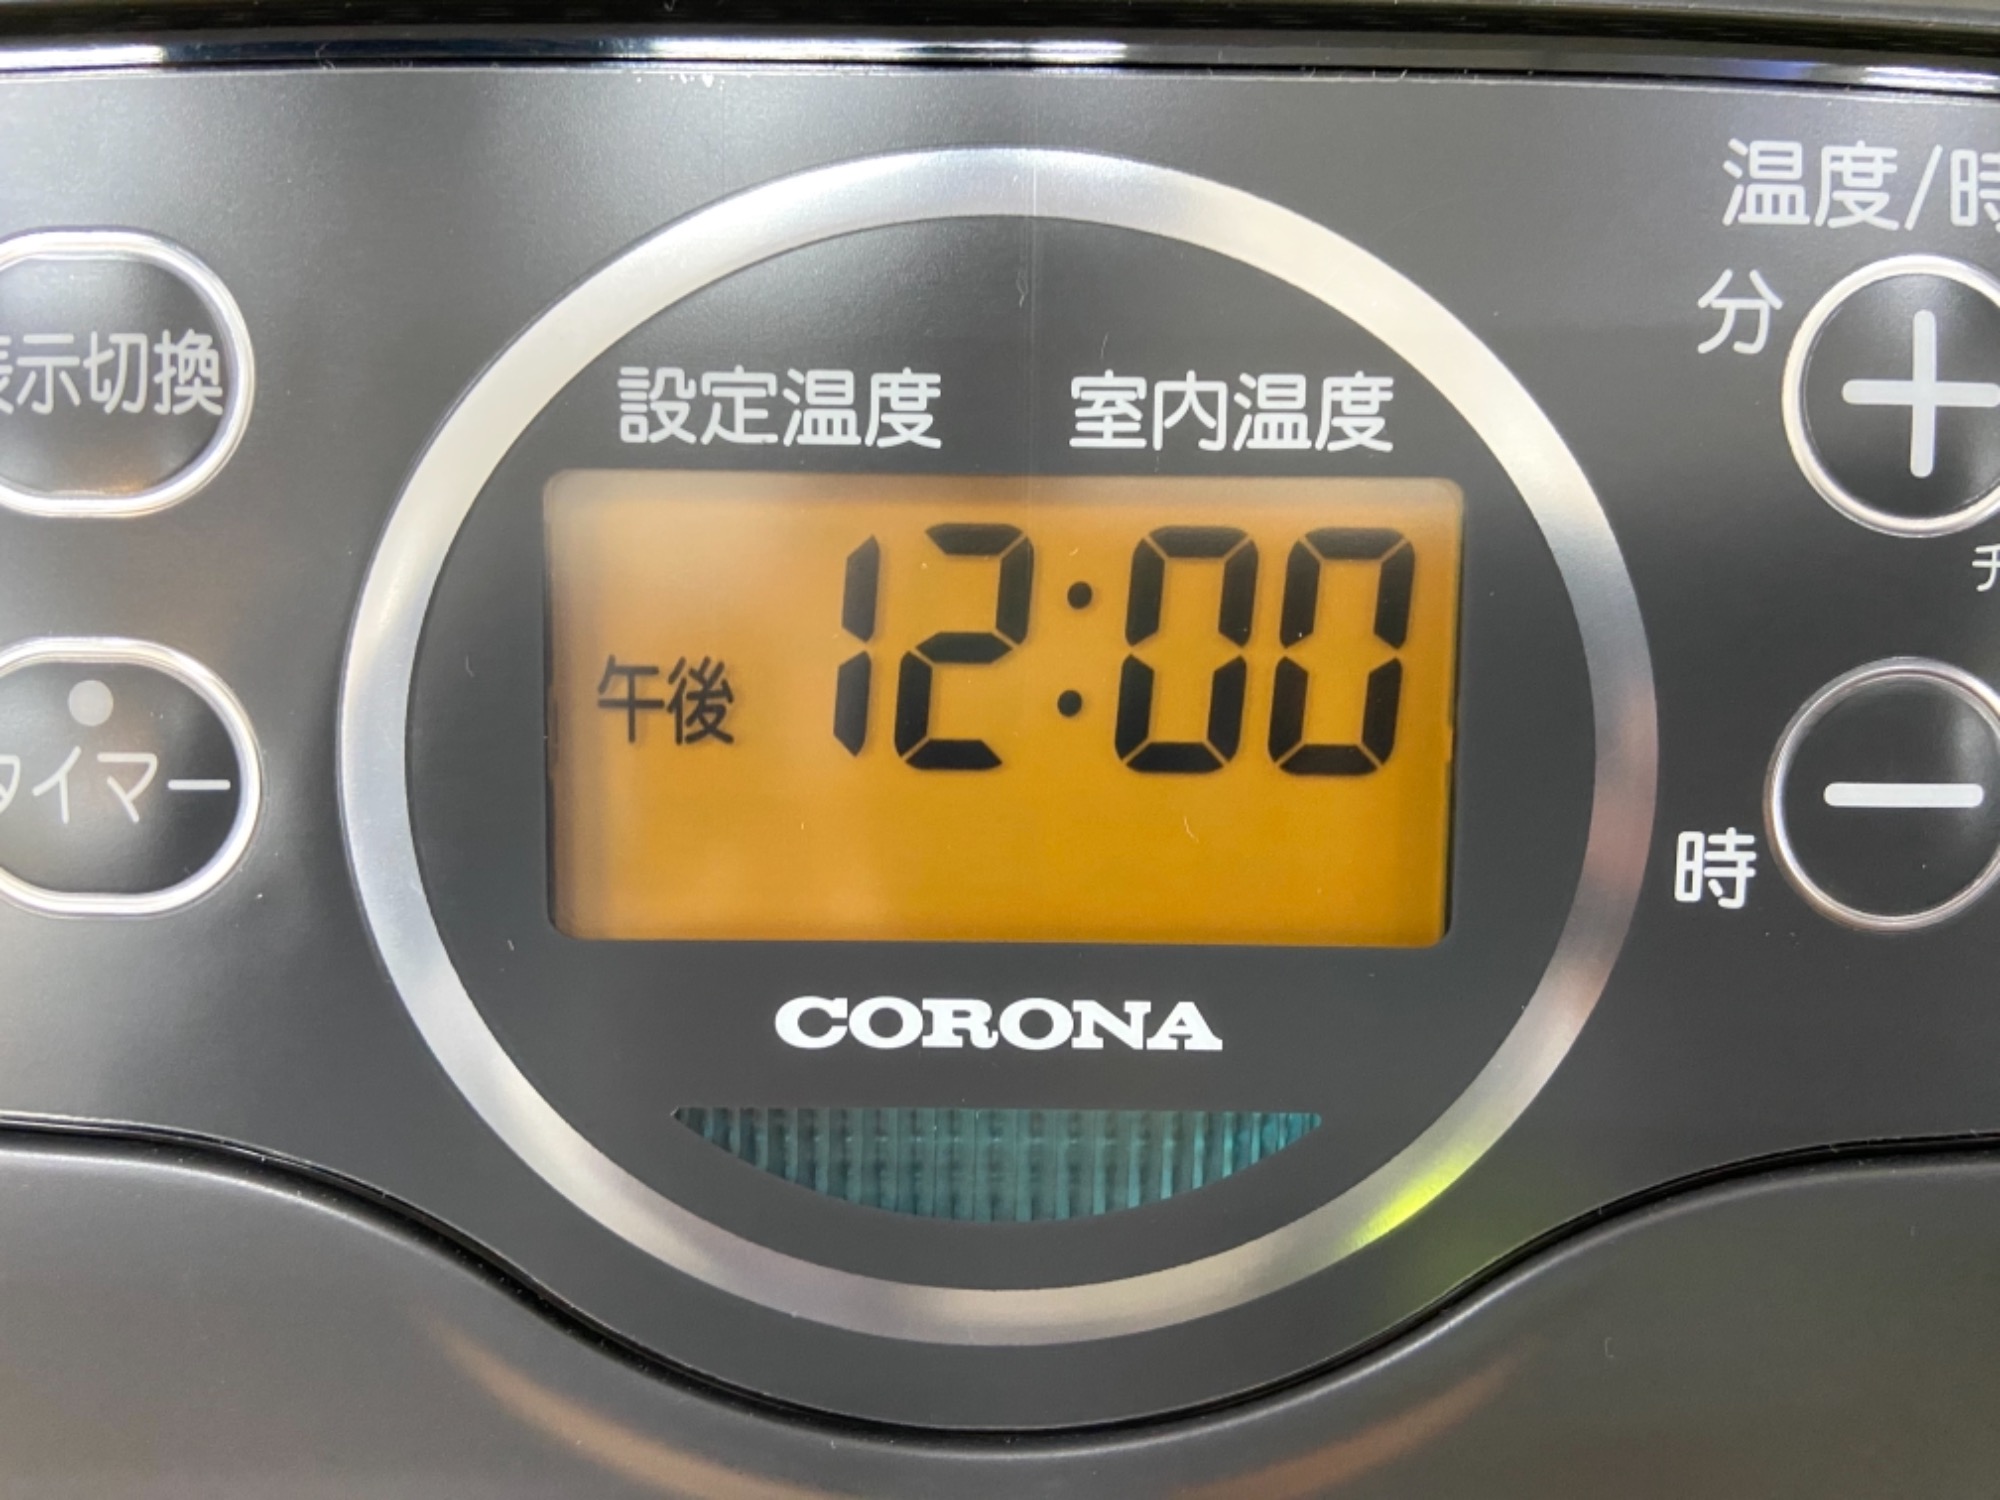 温度/時
分
表示切換
設定温度 室内温度
午後 12:00
タイマー
時
CORONA